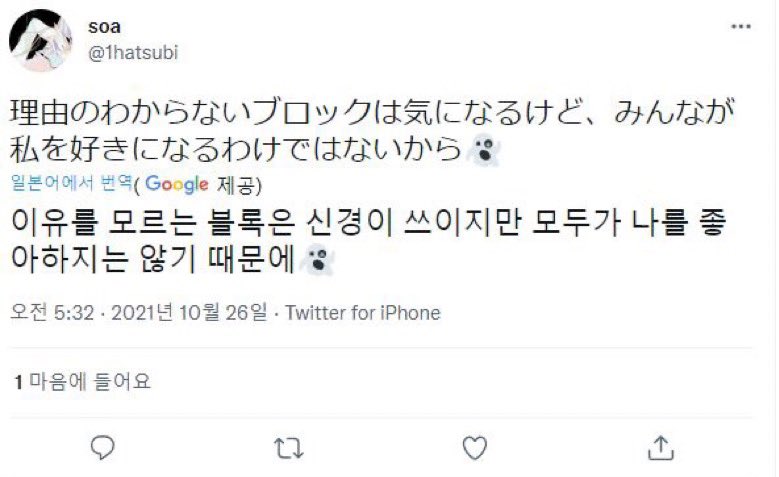 soa
@1hatsubi
理由のわからないブロックは気になるけど、みんなが
私を好きになるわけではないから👻
일본어에서 번역( Google 제공)
이유를 모르는 블록은 신경이 쓰이지만 모두가 나를 좋
아하지는 않기 때문에👻
오전 5:32 · 2021년 10월 26일 · Twitter for iPhone
1 마음에 들어요